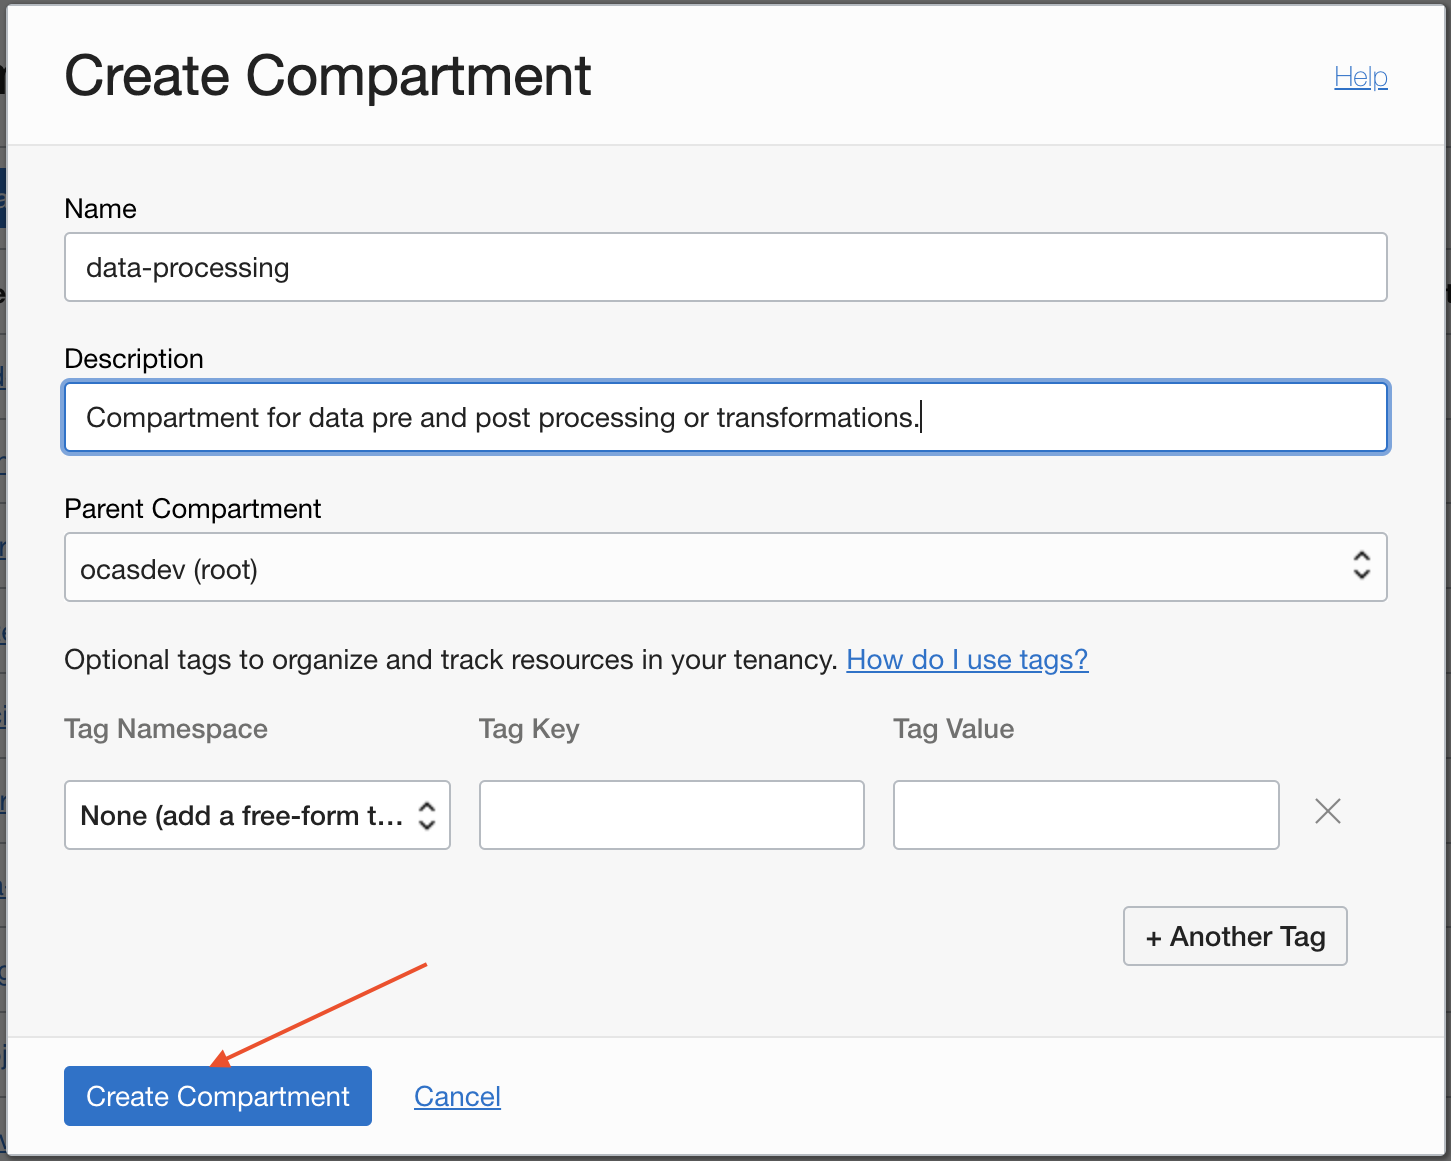 Create Compartment
Help
Name
data-processing
Description
Compartment for data pre and post processing or transformations.
Parent Compartment
ocasdev (root)
Optional tags to organize and track resources in your tenancy. How do I use tags?
Tag Namespace Tag Key Tag Value
None (add a free-form t...
+ Another Tag
Create Compartment Cancel